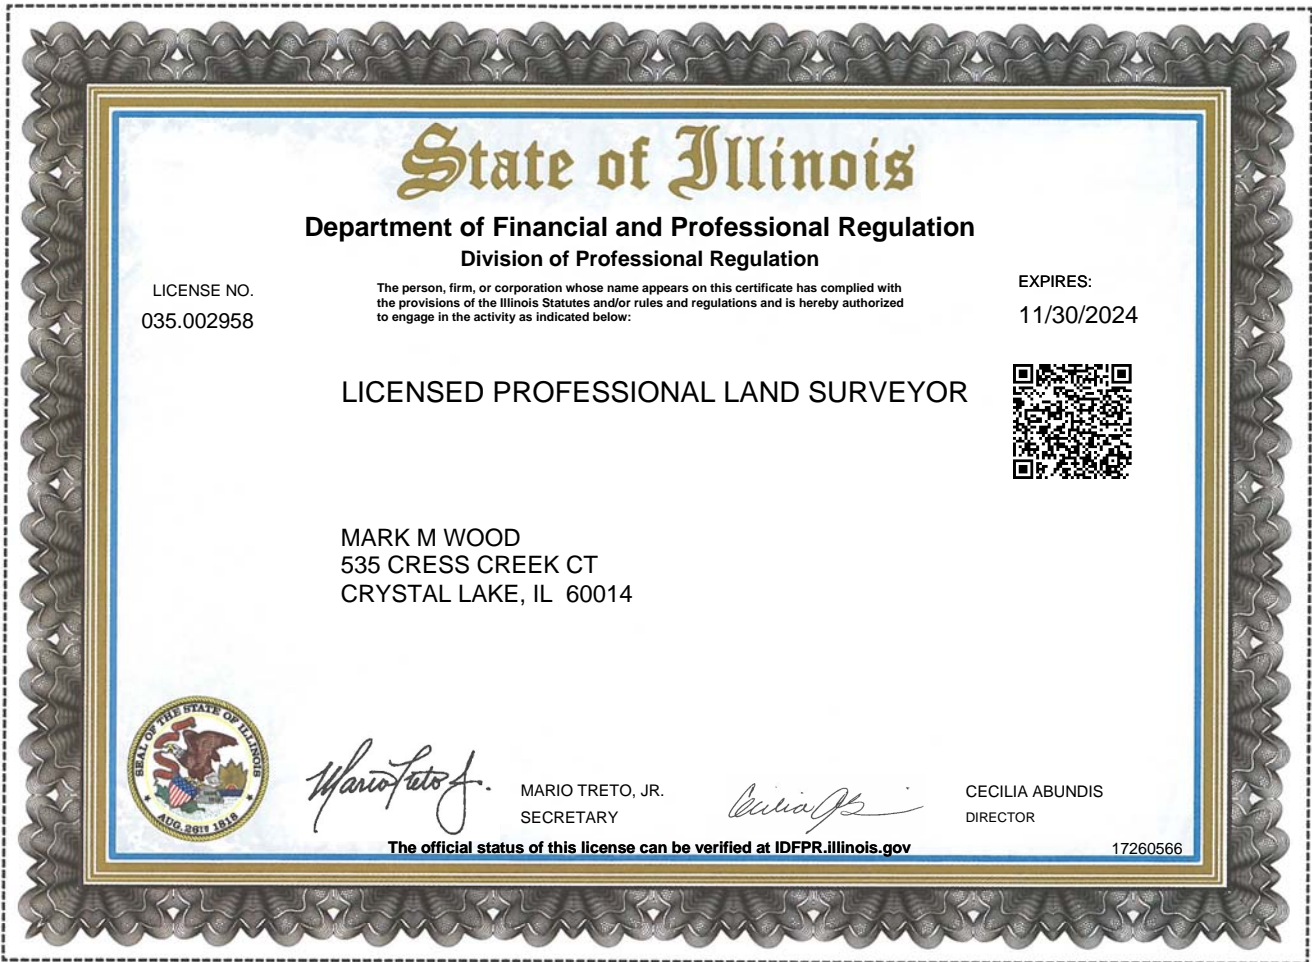 State of Illinois
Department of Financial and Professional Regulation
Division of Professional Regulation
LICENSE NO.
035.002958
The person, firm, or corporation whose name appears on this certificate has complied with
the provisions of the Illinois Statutes and/or rules and regulations and is hereby authorized
to engage in the activity as indicated below:
EXPIRES:
11/30/2024
LICENSED PROFESSIONAL LAND SURVEYOR
MARK M WOOD
535 CRESS CREEK CT
CRYSTAL LAKE, IL 60014
SEAL OF THE STATE OF ILLINOIS
AUG. 26TH 1818
Mario Treto Jr.
MARIO TRETO, JR.
SECRETARY
CECILIA ABUNDIS
DIRECTOR
The official status of this license can be verified at IDFPR.illinois.gov
17260566